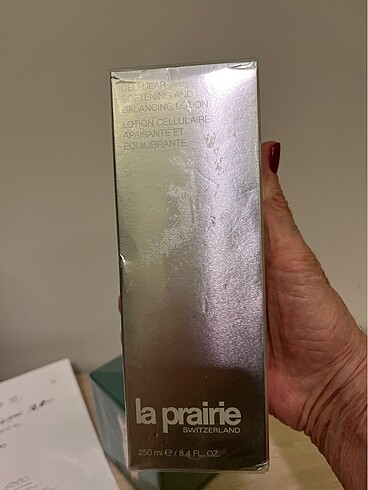 CELLULAR
SOFTENING AND
BALANCING LOTION
LOTION CELLULAIRE
APAISANTE ET
ÉQUILIBRANTE
la prairie
SWITZERLAND
250 ml ℮ / 8.4 FL. OZ.